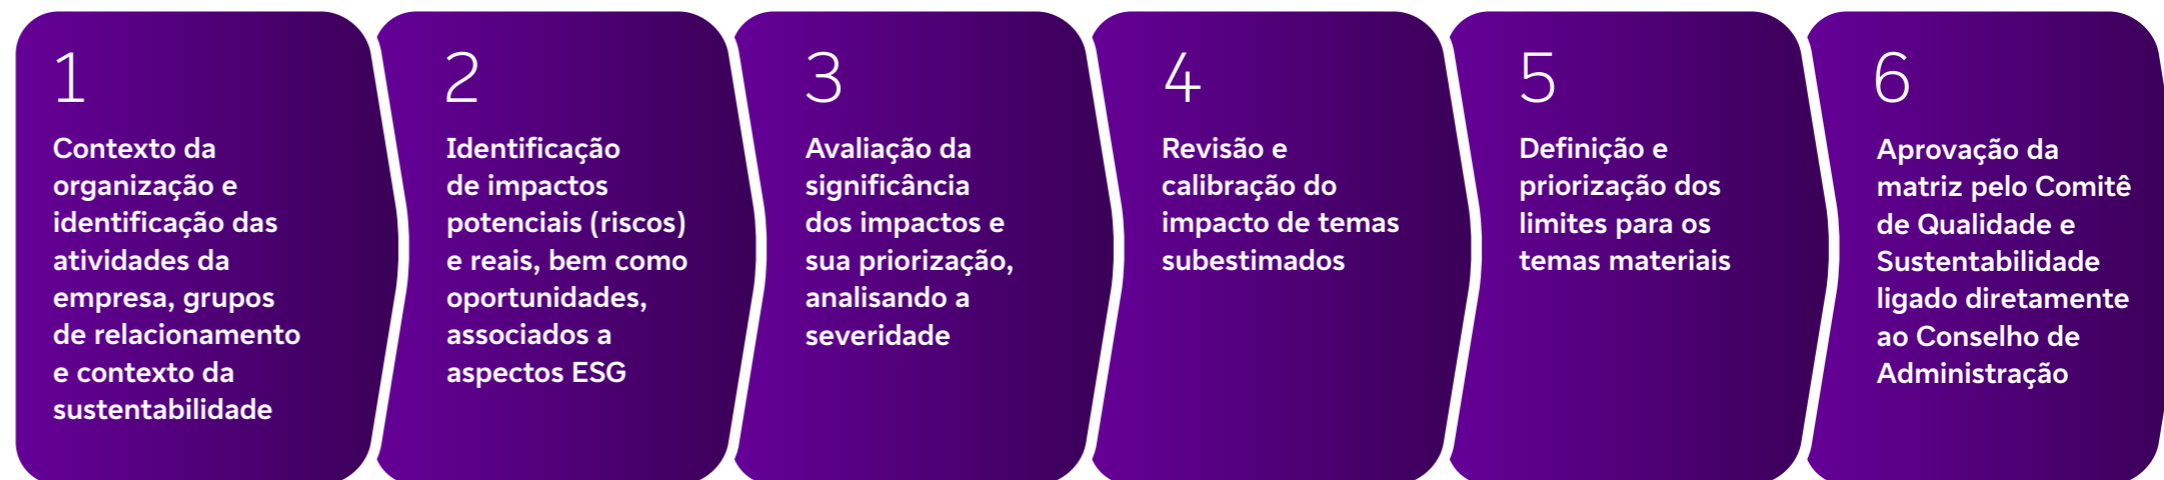 1
Contexto da
organização e
identificação das
atividades da
empresa, grupos
de relacionamento
e contexto da
sustentabilidade
2
Identificação
de impactos
potenciais (riscos)
e reais, bem como
oportunidades,
associados a
aspectos ESG
3
Avaliação da
significância
dos impactos e
sua priorização,
analisando a
severidade
4
Revisão e
calibração do
impacto de temas
subestimados
5
Definição e
priorização dos
limites para os
temas materiais
6
Aprovação da
matriz pelo Comitê
de Qualidade e
Sustentabilidade
ligado diretamente
ao Conselho de
Administração